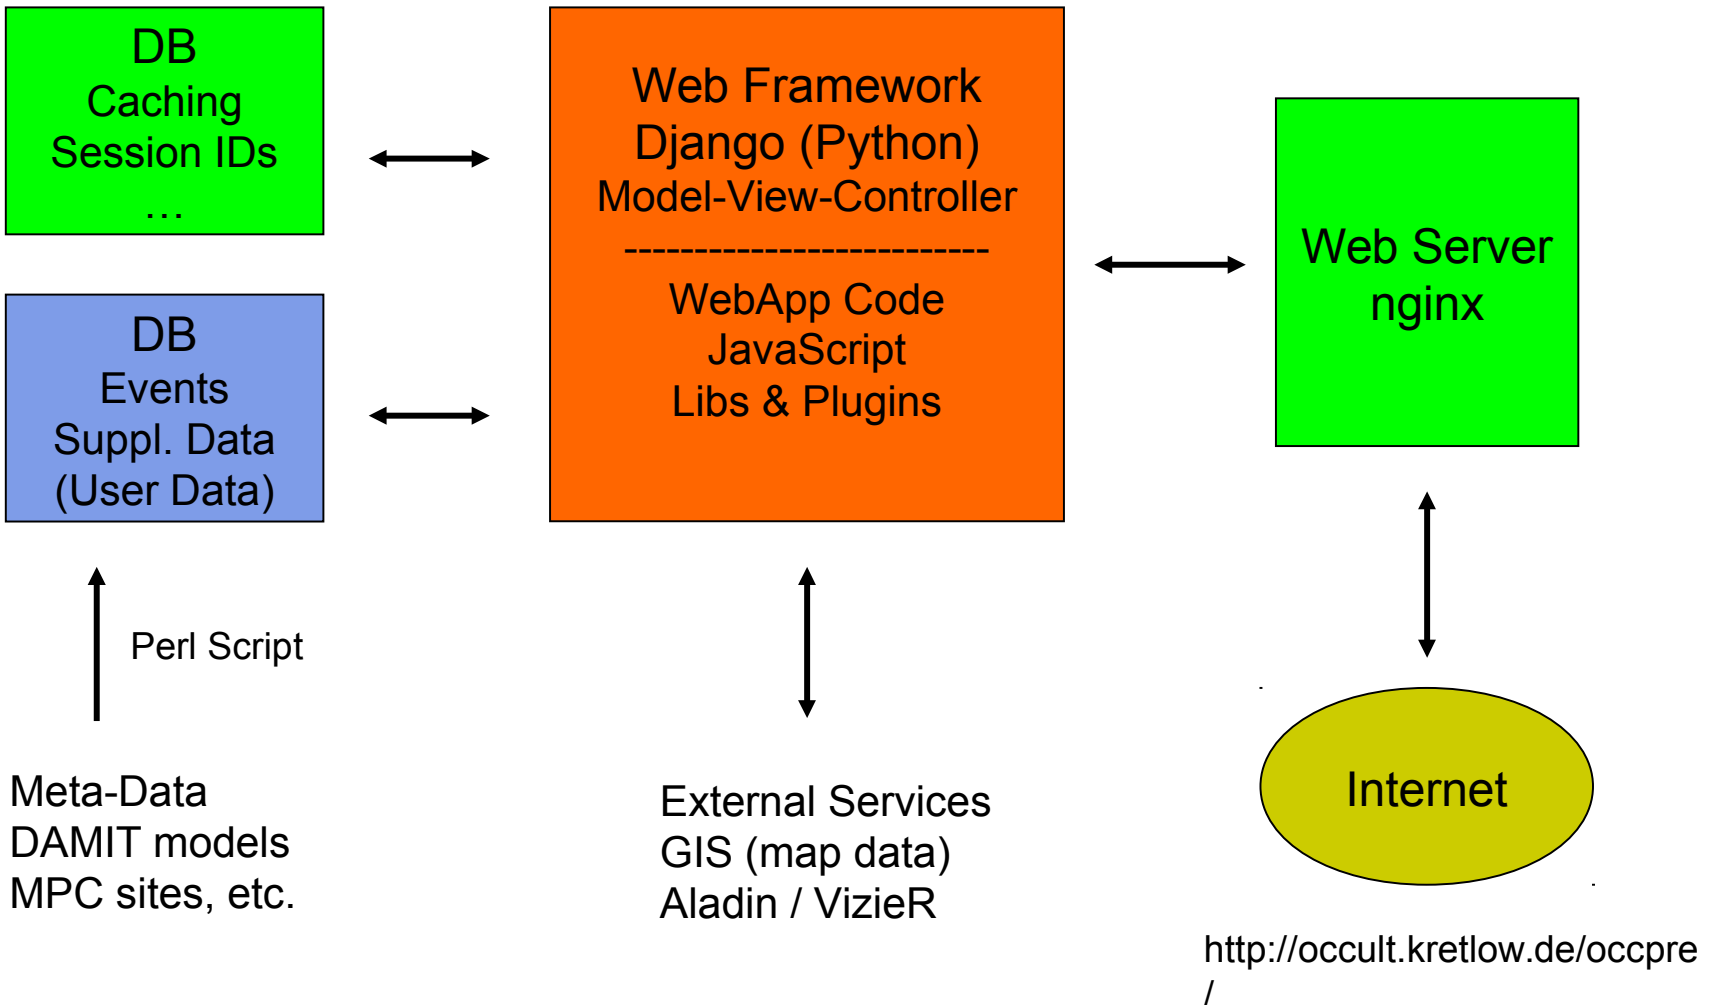 DB
Caching
Session IDs
…
DB
Events
Suppl. Data
(User Data)
Perl Script
Meta-Data
DAMIT models
MPC sites, etc.
Web Framework
Django (Python)
Model-View-Controller
--------------------------
WebApp Code
JavaScript
Libs & Plugins
External Services
GIS (map data)
Aladin / VizieR
Web Server
nginx
Internet
http://occult.kretlow.de/occpre
/